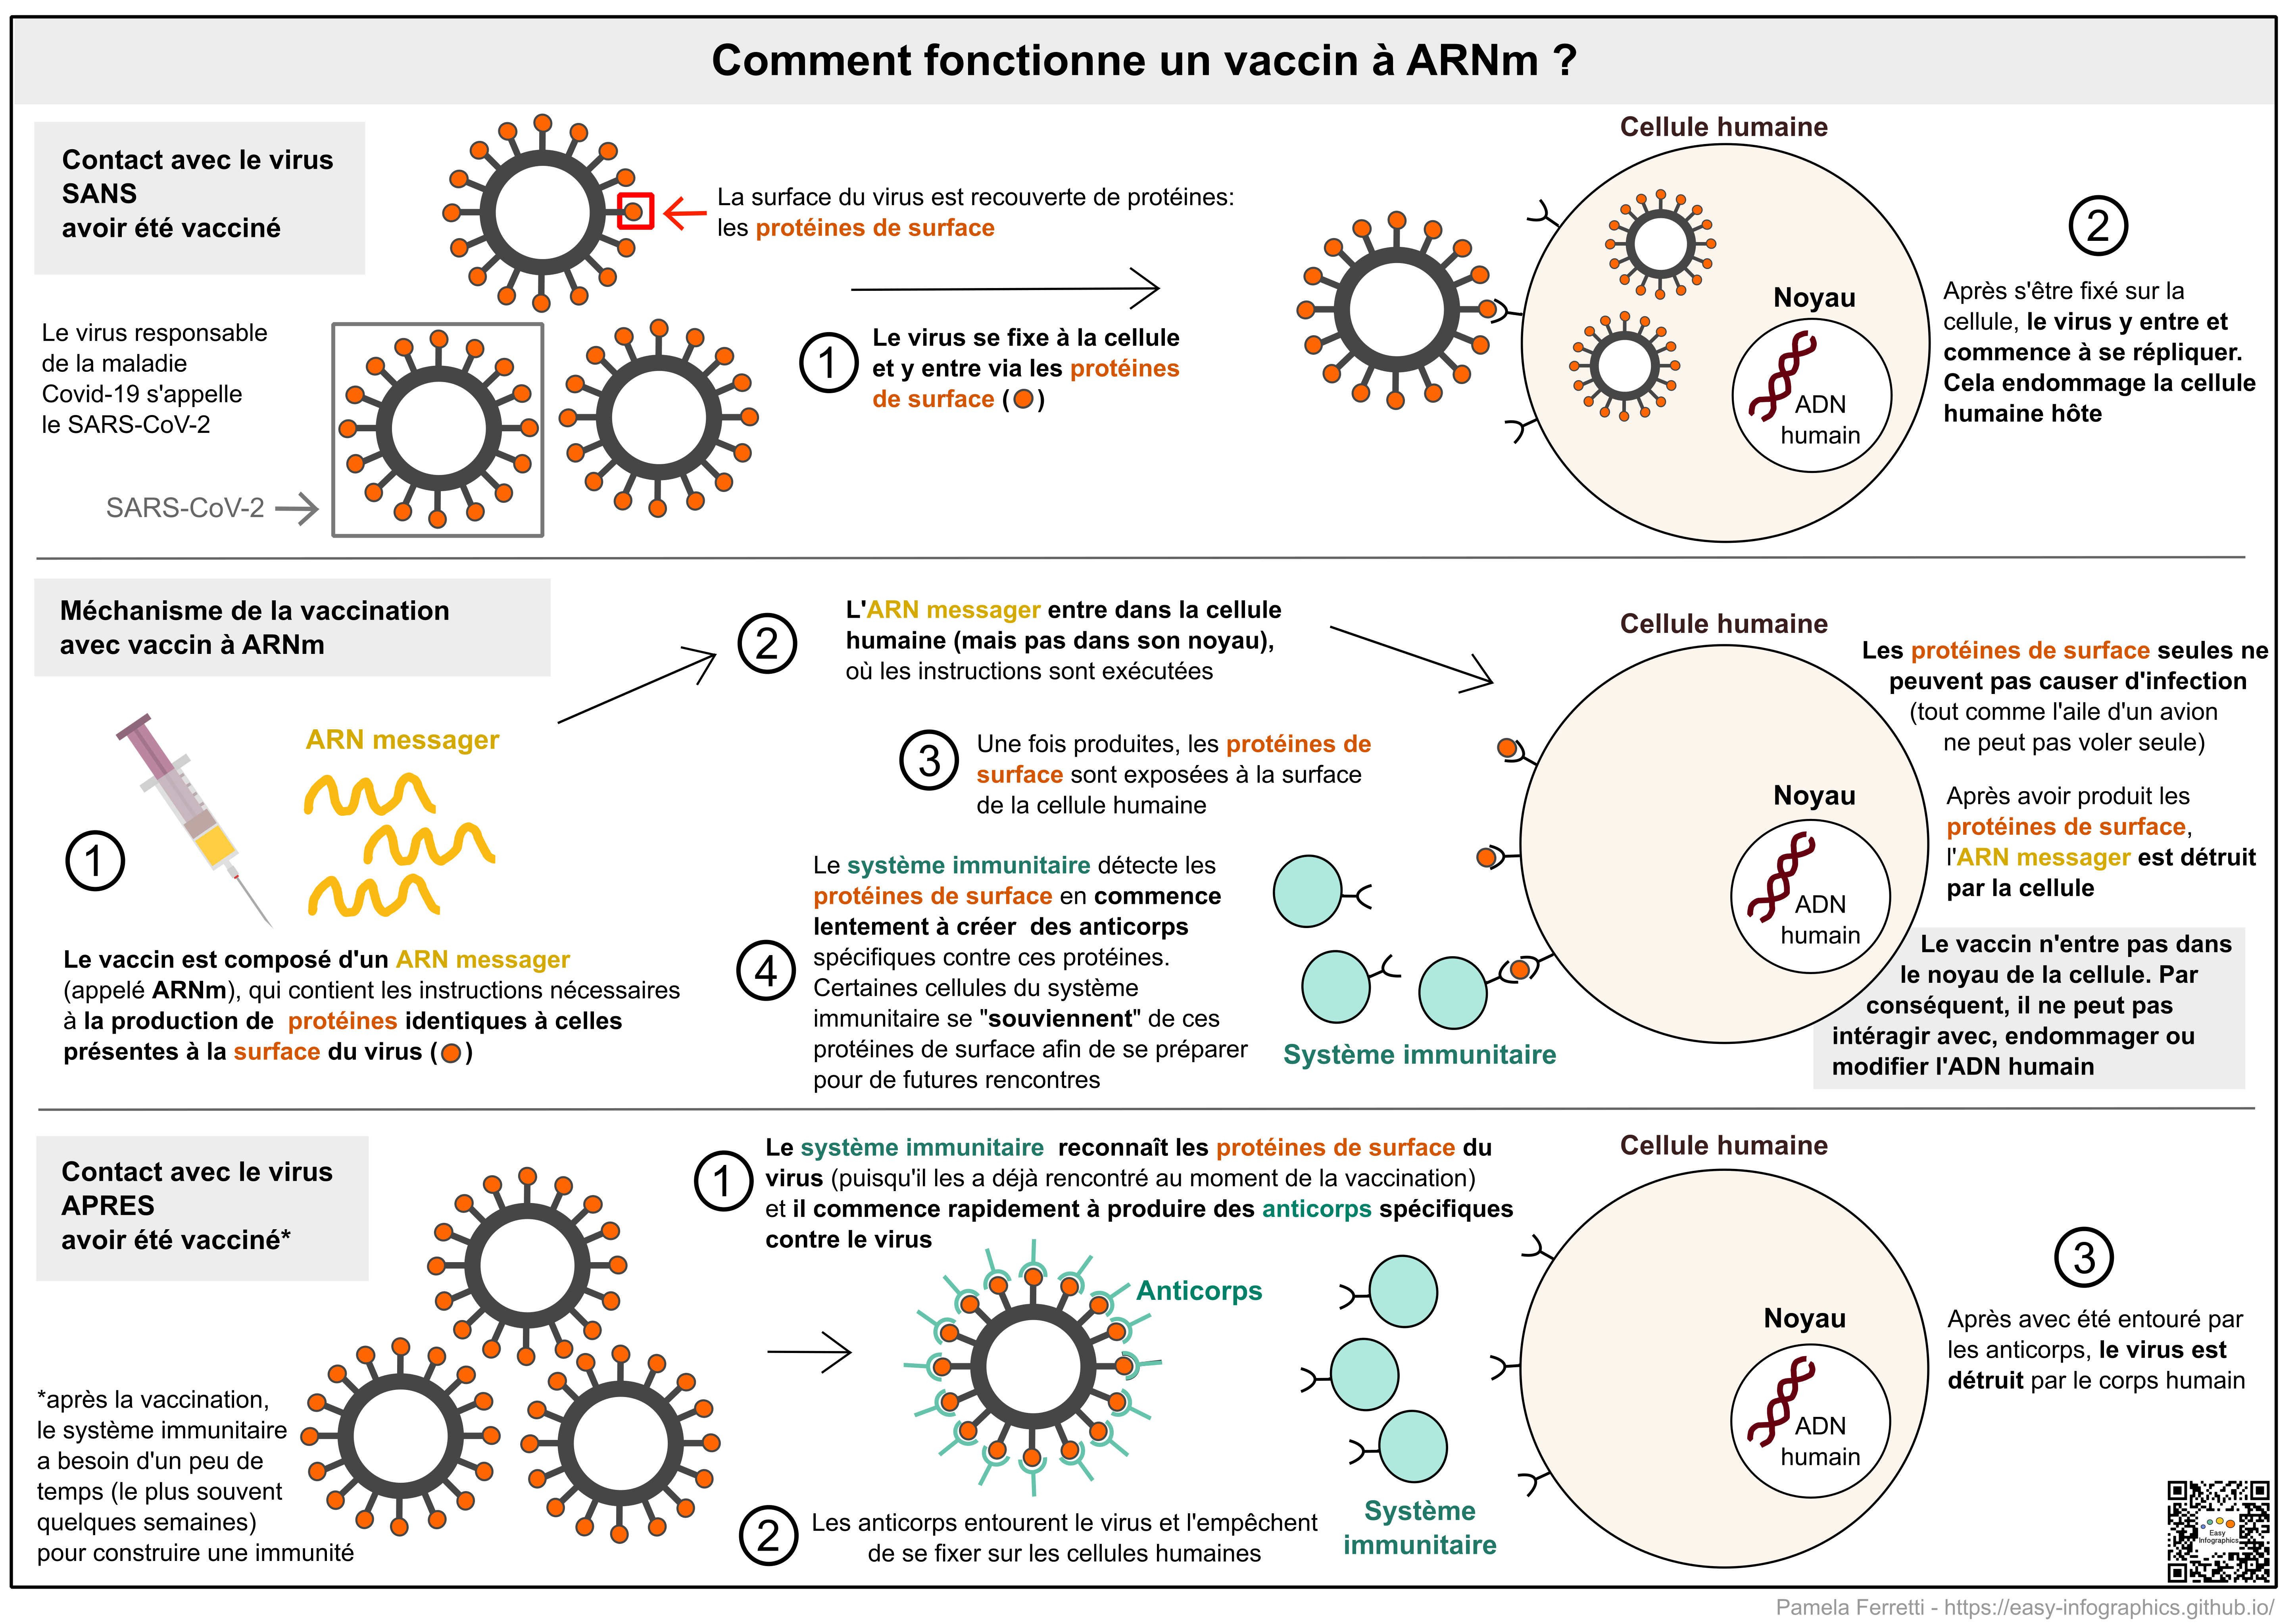 Comment fonctionne un vaccin à ARNm ?
Contact avec le virus
SANS
avoir été vacciné
La surface du virus est recouverte de protéines:
les protéines de surface
Le virus responsable
de la maladie
Covid-19 s'appelle
le SARS-CoV-2
SARS-CoV-2
1
Le virus se fixe à la cellule
et y entre via les protéines
de surface ( )
Cellule humaine
Noyau
ADN
humain
2
Après s'être fixé sur la
cellule, le virus y entre et
commence à se répliquer.
Cela endommage la cellule
humaine hôte
Méchanisme de la vaccination
avec vaccin à ARNm
ARN messager
1
Le vaccin est composé d'un ARN messager
(appelé ARNm), qui contient les instructions nécessaires
à la production de protéines identiques à celles
présentes à la surface du virus ( )
2
L'ARN messager entre dans la cellule
humaine (mais pas dans son noyau),
où les instructions sont exécutées
3
Une fois produites, les protéines de
surface sont exposées à la surface
de la cellule humaine
4
Le système immunitaire détecte les
protéines de surface en commence
lentement à créer des anticorps
spécifiques contre ces protéines.
Certaines cellules du système
immunitaire se "souviennent" de ces
protéines de surface afin de se préparer
pour de futures rencontres
Système immunitaire
Cellule humaine
Noyau
ADN
humain
Les protéines de surface seules ne
peuvent pas causer d'infection
(tout comme l'aile d'un avion
ne peut pas voler seule)
Après avoir produit les
protéines de surface,
l'ARN messager est détruit
par la cellule
Le vaccin n'entre pas dans
le noyau de la cellule. Par
conséquent, il ne peut pas
intéragir avec, endommager ou
modifier l'ADN humain
Contact avec le virus
APRES
avoir été vacciné*
*après la vaccination,
le système immunitaire
a besoin d'un peu de
temps (le plus souvent
quelques semaines)
pour construire une immunité
1
Le système immunitaire reconnaît les protéines de surface du
virus (puisqu'il les a déjà rencontré au moment de la vaccination)
et il commence rapidement à produire des anticorps spécifiques
contre le virus
Anticorps
2
Les anticorps entourent le virus et l'empêchent
de se fixer sur les cellules humaines
Système
immunitaire
Cellule humaine
Noyau
ADN
humain
3
Après avec été entouré par
les anticorps, le virus est
détruit par le corps humain
Easy
Infographics
Pamela Ferretti - https://easy-infographics.github.io/